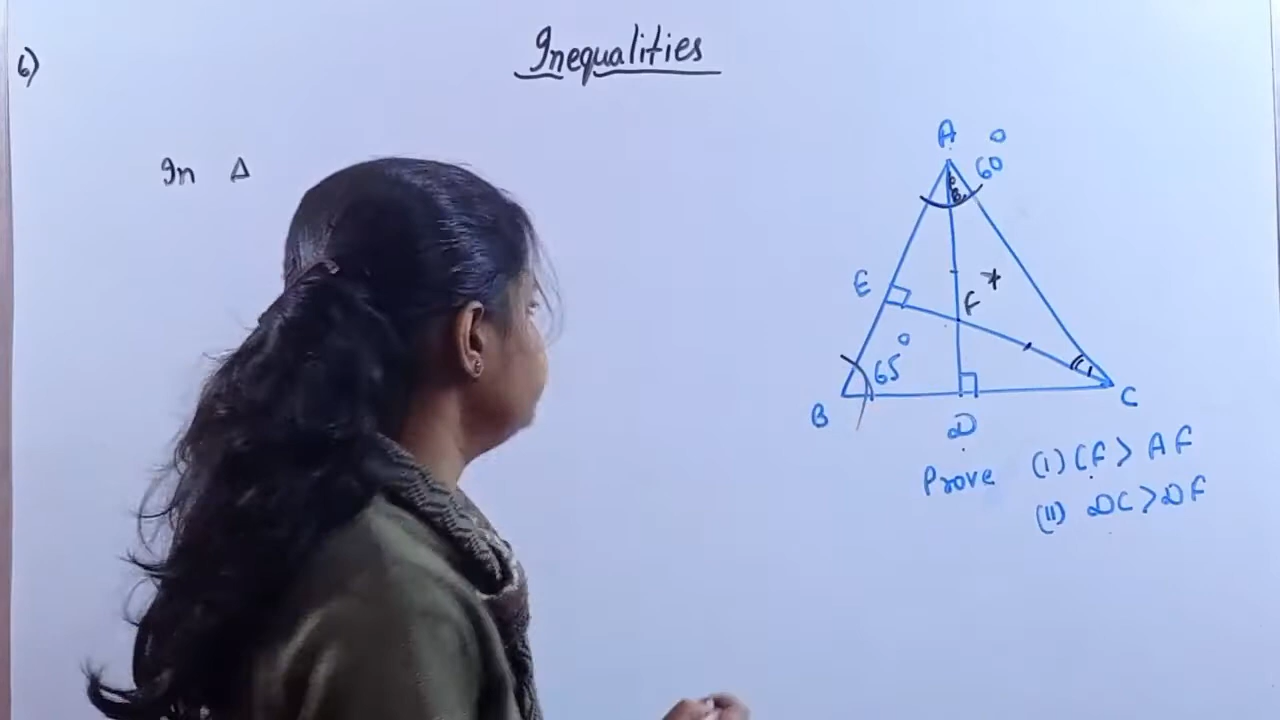 Inequalities
6)
In Δ
A
60°
E
F
65°
B
D
C
Prove (I) CF > AF
(II) DC > DF